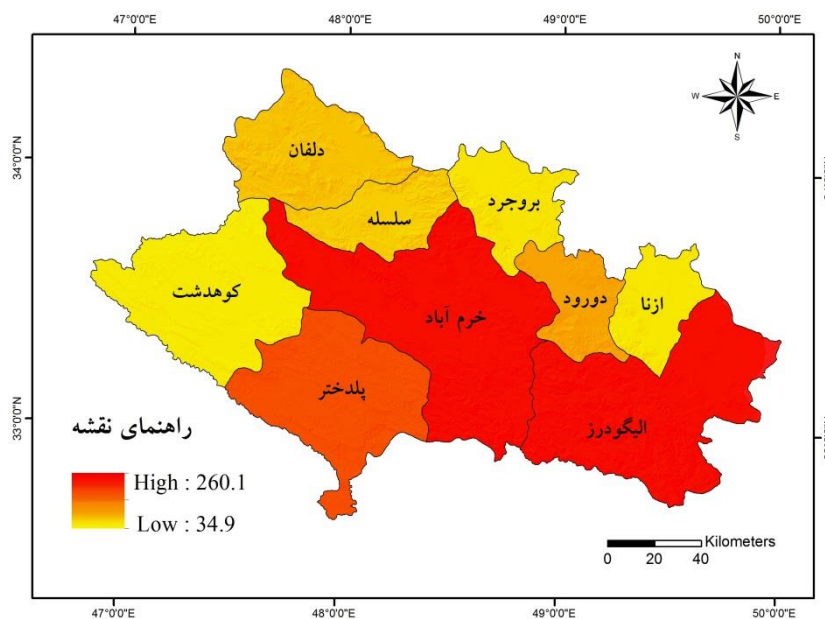 47°0'0"E 48°0'0"E 49°0'0"E 50°0'0"E
N
W E
S
34°0'0"N
دلفان
بروجرد
سلسله
کوهدشت
دورود
ازنا
خرم آباد
پلدختر
الیگودرز
33°0'0"N
راهنمای نقشه
High : 260.1
Low : 34.9
Kilometers
0 20 40
47°0'0"E 48°0'0"E 49°0'0"E 50°0'0"E